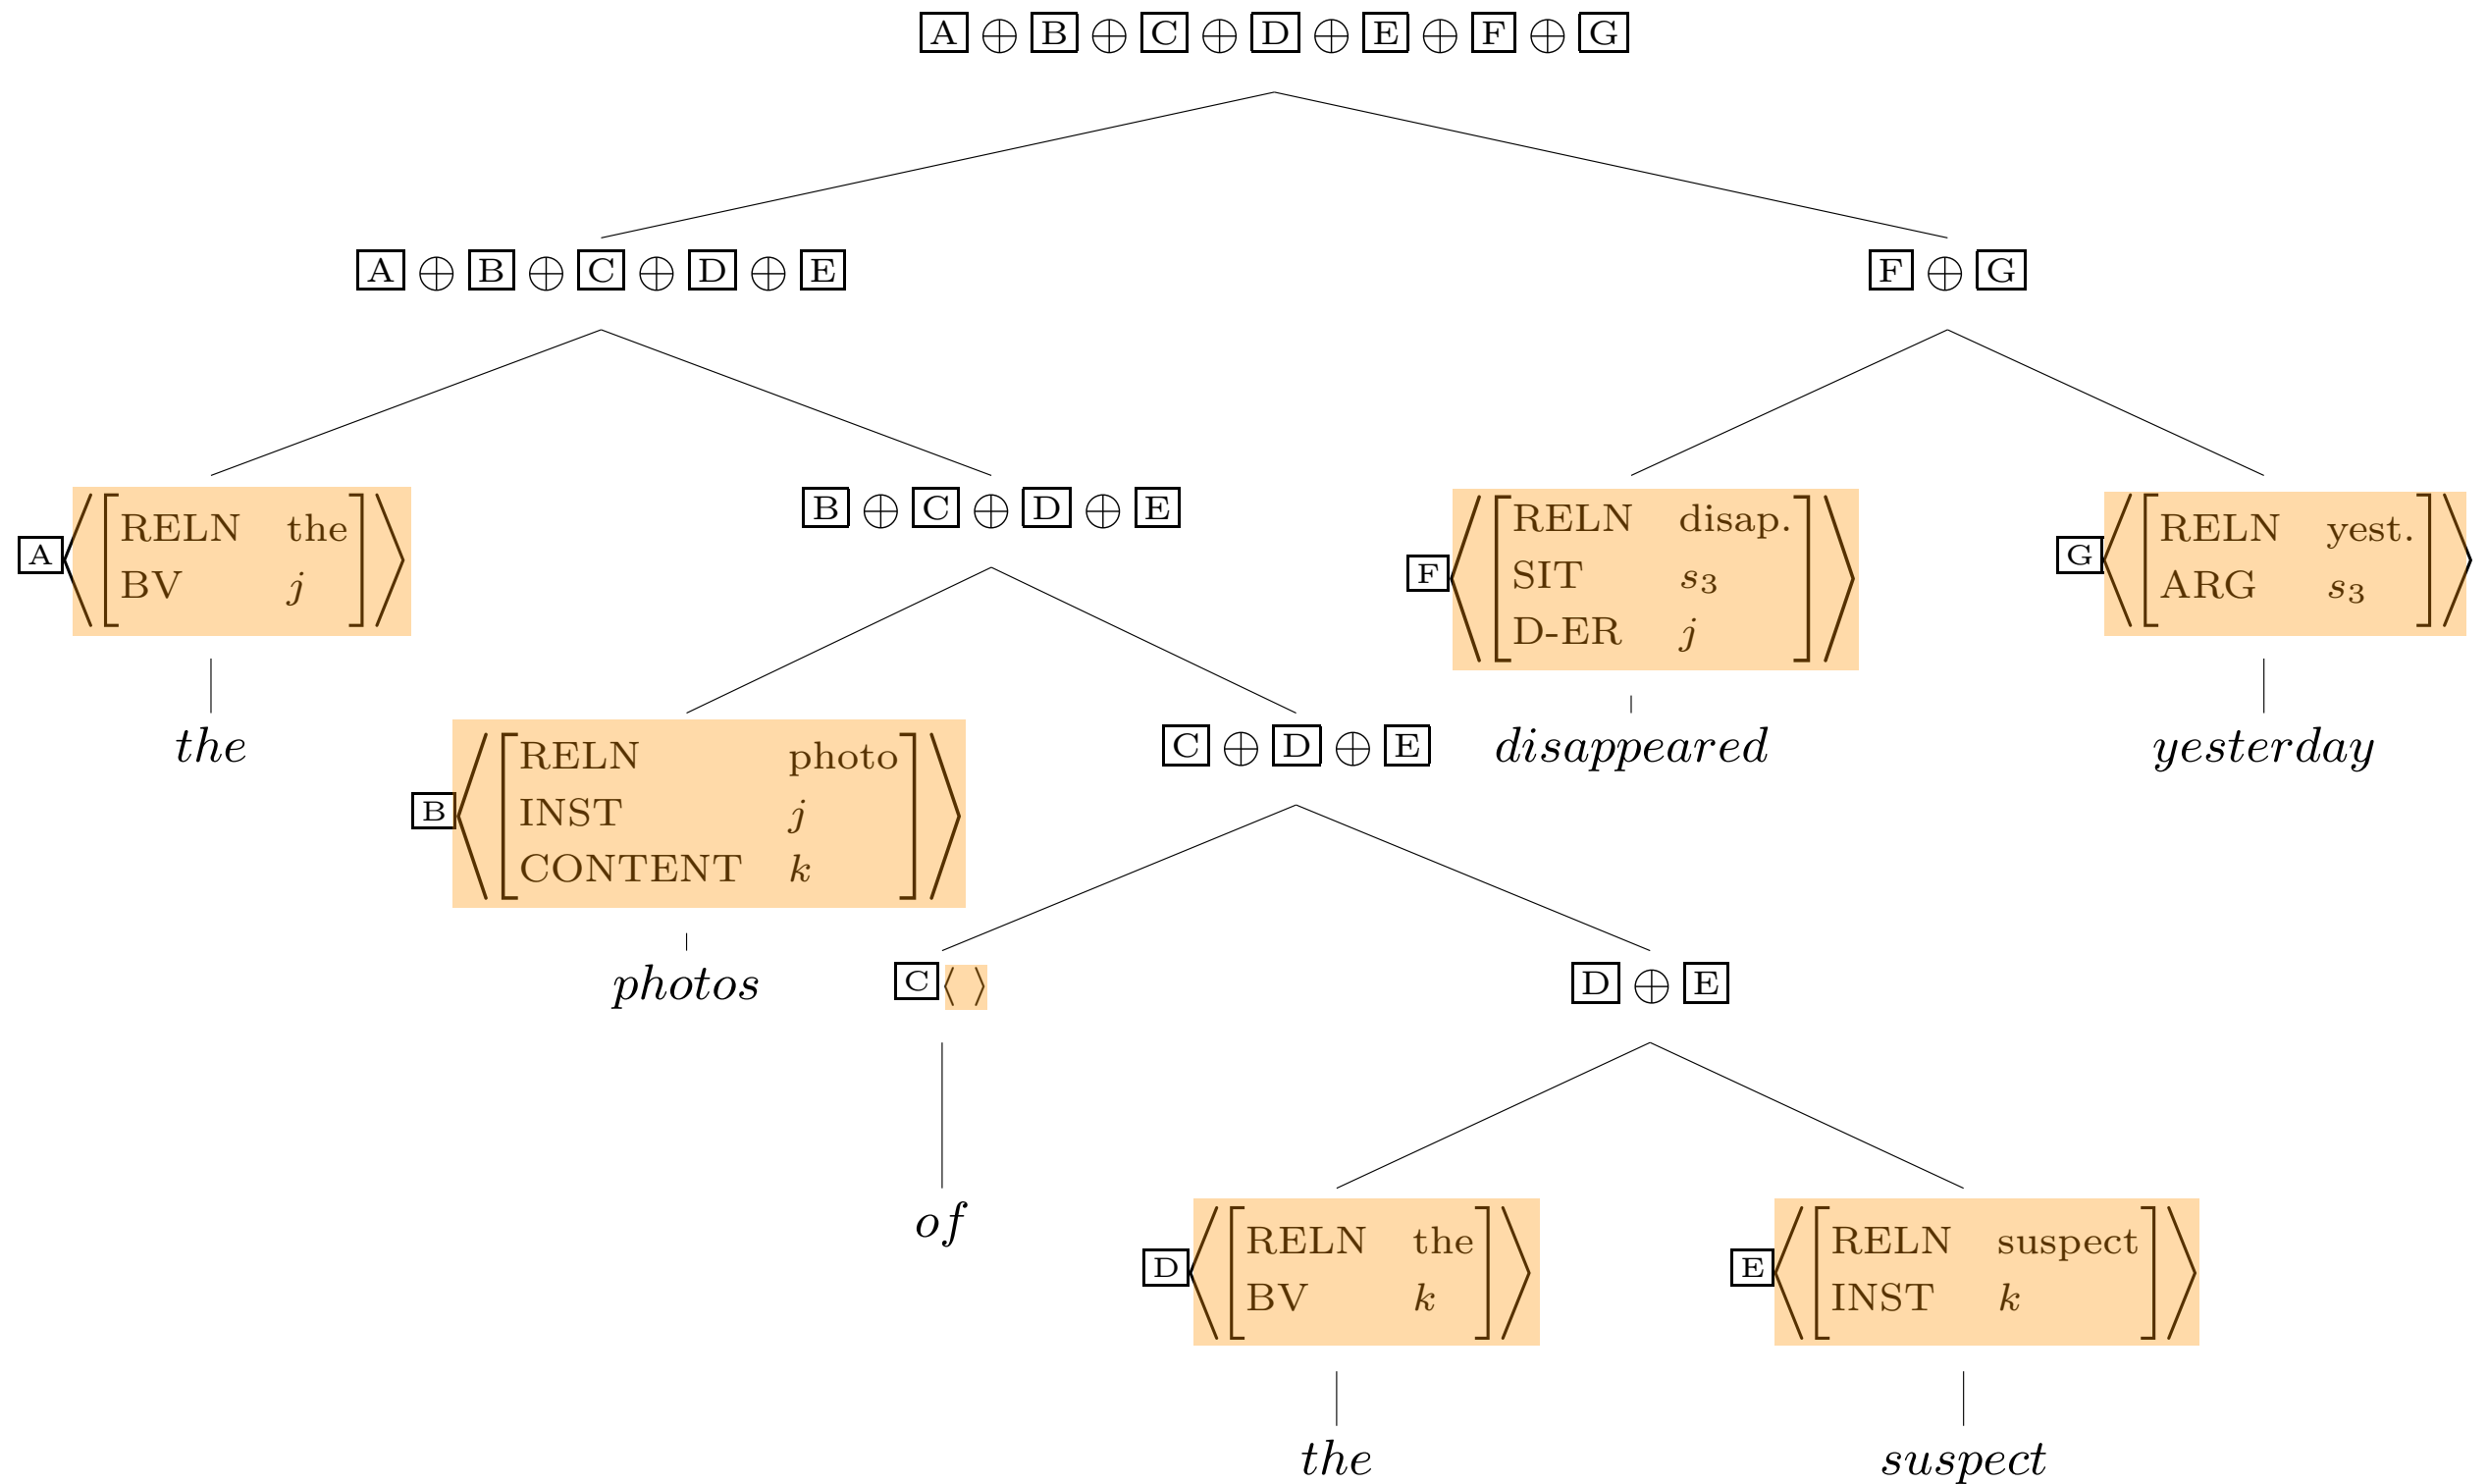 A ⊕ B ⊕ C ⊕ D ⊕ E ⊕ F ⊕ G
A ⊕ B ⊕ C ⊕ D ⊕ E
F ⊕ G
A ⟨[RELN the
BV j]⟩
the
B ⊕ C ⊕ D ⊕ E
F ⟨[RELN disap.
SIT s₃
D-ER j]⟩
disappeared
G ⟨[RELN yest.
ARG s₃]⟩
yesterday
B ⟨[RELN photo
INST j
CONTENT k]⟩
photos
C ⊕ D ⊕ E
C ⟨ ⟩
of
D ⊕ E
D ⟨[RELN the
BV k]⟩
the
E ⟨[RELN suspect
INST k]⟩
suspect